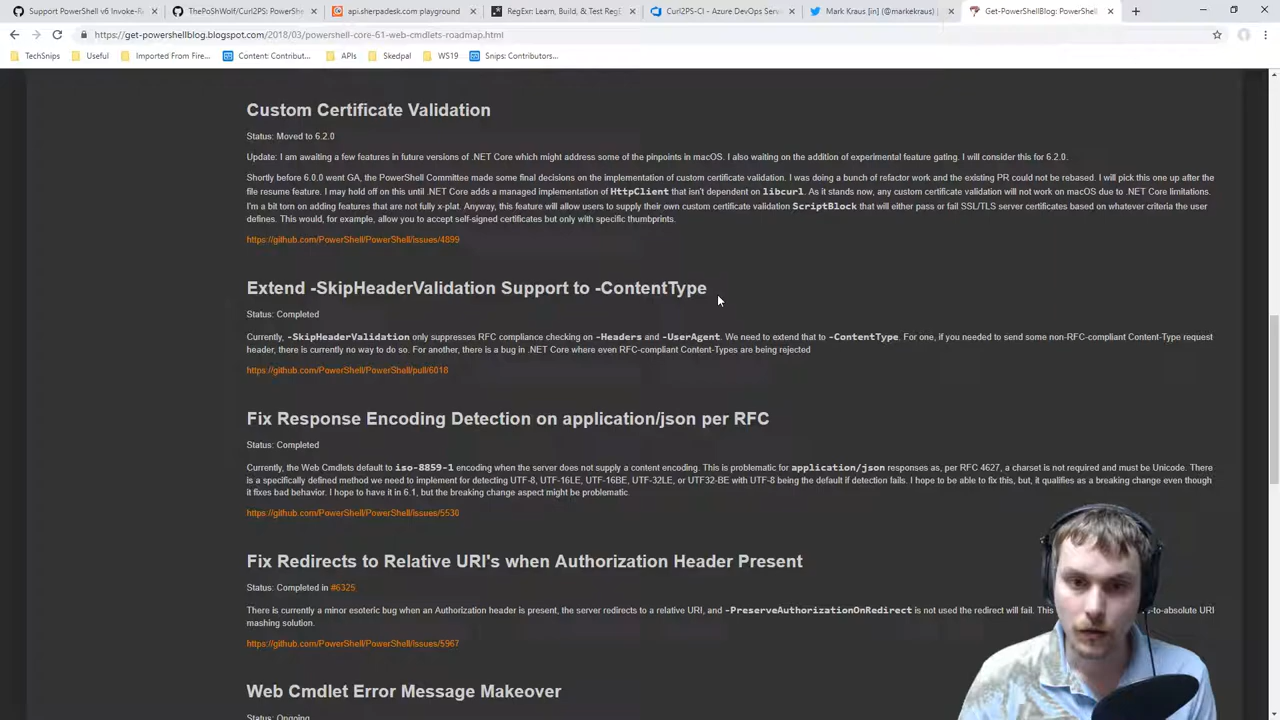 Support PowerShell v6 Invoke-R
ThePoShWolf/Curl2PS: PowerShe
api.sherpadesk.com playground
RegExr: Learn, Build, & Test Reg
Curl2PS-CI - Azure DevOps Serv
Mark Kraus [in] (@markekraus)
Get-PowerShellBlog: PowerShell
https://get-powershellblog.blogspot.com/2018/03/powershell-core-61-web-cmdlets-roadmap.html
TechSnips
Useful
Imported From Fire...
Content: Contribut...
APIs
Skedpal
WS19
Snips: Contributors...
Custom Certificate Validation
Status: Moved to 6.2.0
Update: I am awaiting a few features in future versions of .NET Core which might address some of the pinpoints in macOS. I also waiting on the addition of experimental feature gating. I will consider this for 6.2.0.
Shortly before 6.0.0 went GA, the PowerShell Committee made some final decisions on the implementation of custom certificate validation. I was doing a bunch of refactor work and the existing PR could not be rebased. I will pick this one up after the
file resume feature. I may hold off on this until .NET Core adds a managed implementation of HttpClient that isn't dependent on libcurl. As it stands now, any custom certificate validation will not work on macOS due to .NET Core limitations.
I'm a bit torn on adding features that are not fully x-plat. Anyway, this feature will allow users to supply their own custom certificate validation ScriptBlock that will either pass or fail SSL/TLS server certificates based on whatever criteria the user
defines. This would, for example, allow you to accept self-signed certificates but only with specific thumbprints.
https://github.com/PowerShell/PowerShell/issues/4899
Extend -SkipHeaderValidation Support to -ContentType
Status: Completed
Currently, -SkipHeaderValidation only suppresses RFC compliance checking on -Headers and -UserAgent. We need to extend that to -ContentType. For one, if you needed to send some non-RFC-compliant Content-Type request
header, there is currently no way to do so. For another, there is a bug in .NET Core where even RFC-compliant Content-Types are being rejected
https://github.com/PowerShell/PowerShell/pull/6018
Fix Response Encoding Detection on application/json per RFC
Status: Completed
Currently, the Web Cmdlets default to iso-8859-1 encoding when the server does not supply a content encoding. This is problematic for application/json responses as, per RFC 4627, a charset is not required and must be Unicode. There
is a specifically defined method we need to implement for detecting UTF-8, UTF-16LE, UTF-16BE, UTF-32LE, or UTF32-BE with UTF-8 being the default if detection fails. I hope to be able to fix this, but, it qualifies as a breaking change even though
it fixes bad behavior. I hope to have it in 6.1, but the breaking change aspect might be problematic.
https://github.com/PowerShell/PowerShell/issues/5530
Fix Redirects to Relative URI's when Authorization Header Present
Status: Completed in #6325
There is currently a minor esoteric bug when an Authorization header is present, the server redirects to a relative URI, and -PreserveAuthorizationOnRedirect is not used the redirect will fail. This -to-absolute URI
mashing solution.
https://github.com/PowerShell/PowerShell/issues/5967
Web Cmdlet Error Message Makeover
Status: Ongoing